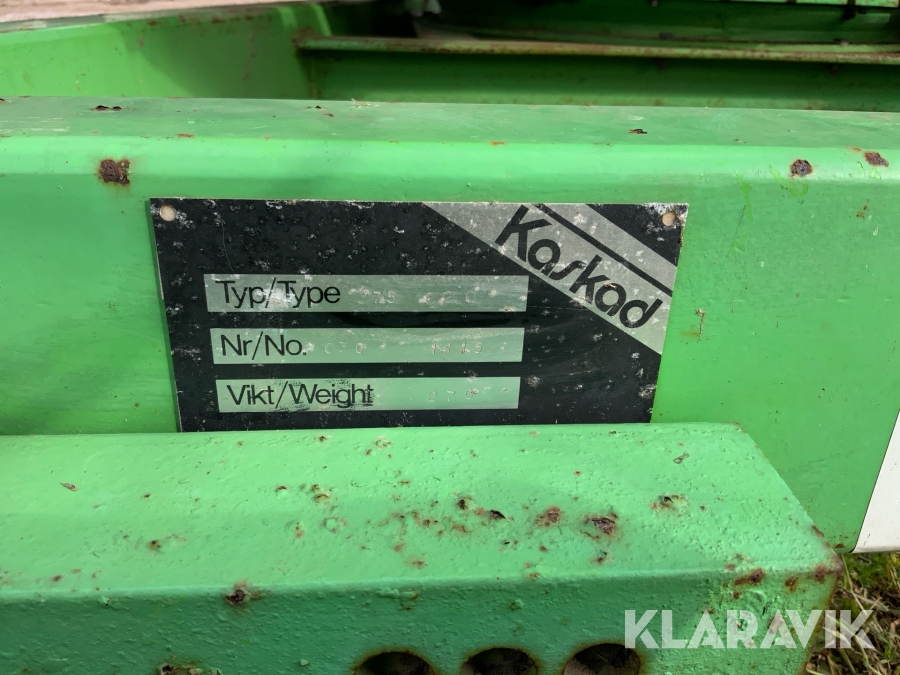 Kaskad
Typ/Type
Nr/No.
Vikt/Weight
KLARAVIK